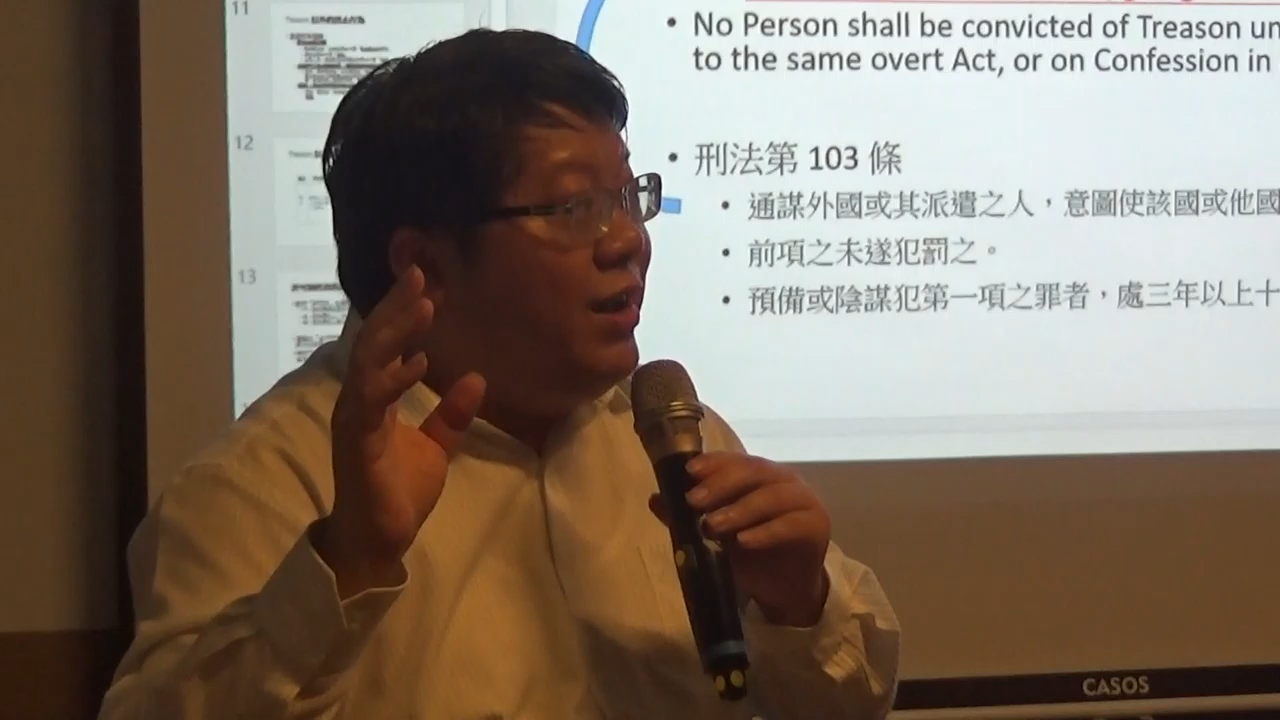 11
• No Person shall be convicted of Treason un
to the same overt Act, or on Confession in
12
• 刑法第 103 條
• 通謀外國或其派遣之人，意圖使該國或他國
• 前項之未遂犯罰之。
13
• 預備或陰謀犯第一項之罪者，處三年以上十
CASOS